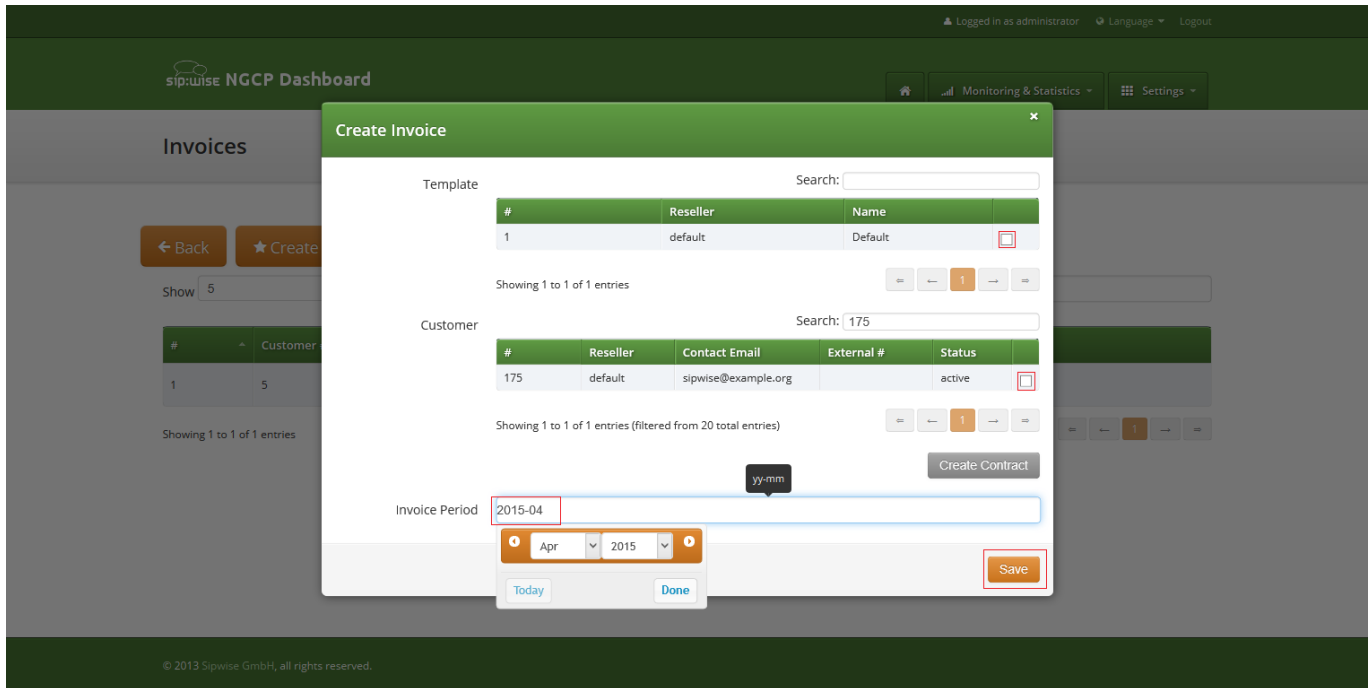 Logged in as administrator Language Logout
sip:wise NGCP Dashboard
Monitoring & Statistics Settings
Create Invoice ×
Invoices
Template Search:
# Reseller Name
1 default Default
Back Create
Showing 1 to 1 of 1 entries ⇐ ← 1 → ⇒
Show 5
Customer Search: 175
# Reseller Contact Email External # Status
# Customer
175 default sipwise@example.org active
1 5
Showing 1 to 1 of 1 entries (filtered from 20 total entries) ⇐ ← 1 → ⇒
Showing 1 to 1 of 1 entries ⇐ ← 1 → ⇒
Create Contract
yy-mm
Invoice Period 2015-04
Apr 2015
Save
Today Done
© 2013 Sipwise GmbH, all rights reserved.